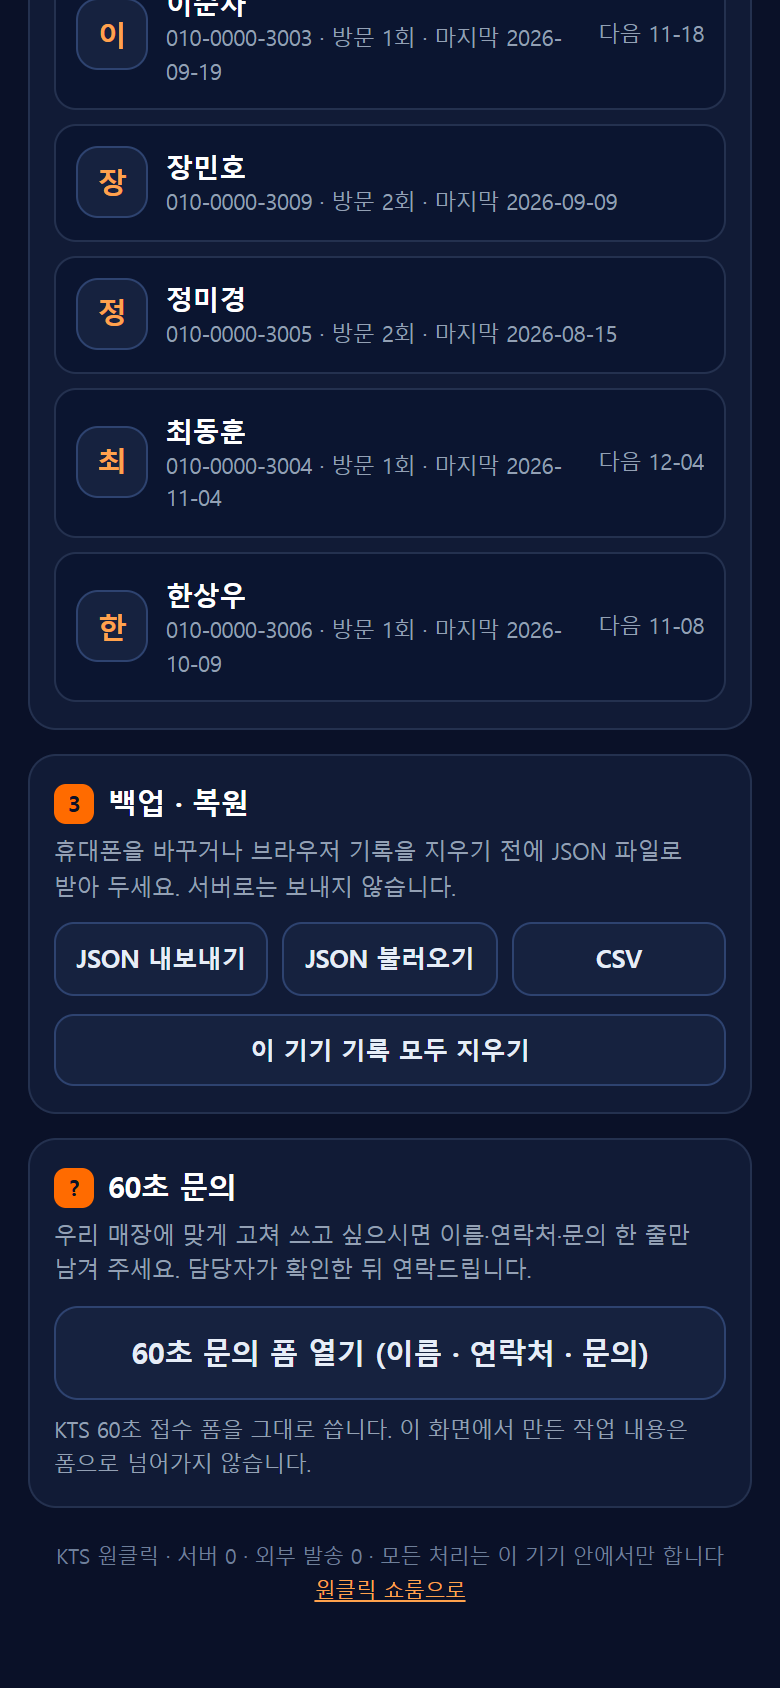 이순자
이
010-0000-3003 · 방문 1회 · 마지막 2026-
09-19
다음 11-18
장
장민호
010-0000-3009 · 방문 2회 · 마지막 2026-09-09
정
정미경
010-0000-3005 · 방문 2회 · 마지막 2026-08-15
최
최동훈
010-0000-3004 · 방문 1회 · 마지막 2026-
11-04
다음 12-04
한
한상우
010-0000-3006 · 방문 1회 · 마지막 2026-
10-09
다음 11-08
3 백업 · 복원
휴대폰을 바꾸거나 브라우저 기록을 지우기 전에 JSON 파일로
받아 두세요. 서버로는 보내지 않습니다.
JSON 내보내기
JSON 불러오기
CSV
이 기기 기록 모두 지우기
? 60초 문의
우리 매장에 맞게 고쳐 쓰고 싶으시면 이름·연락처·문의 한 줄만
남겨 주세요. 담당자가 확인한 뒤 연락드립니다.
60초 문의 폼 열기 (이름 · 연락처 · 문의)
KTS 60초 접수 폼을 그대로 씁니다. 이 화면에서 만든 작업 내용은
폼으로 넘어가지 않습니다.
KTS 원클릭 · 서버 0 · 외부 발송 0 · 모든 처리는 이 기기 안에서만 합니다
원클릭 쇼룸으로